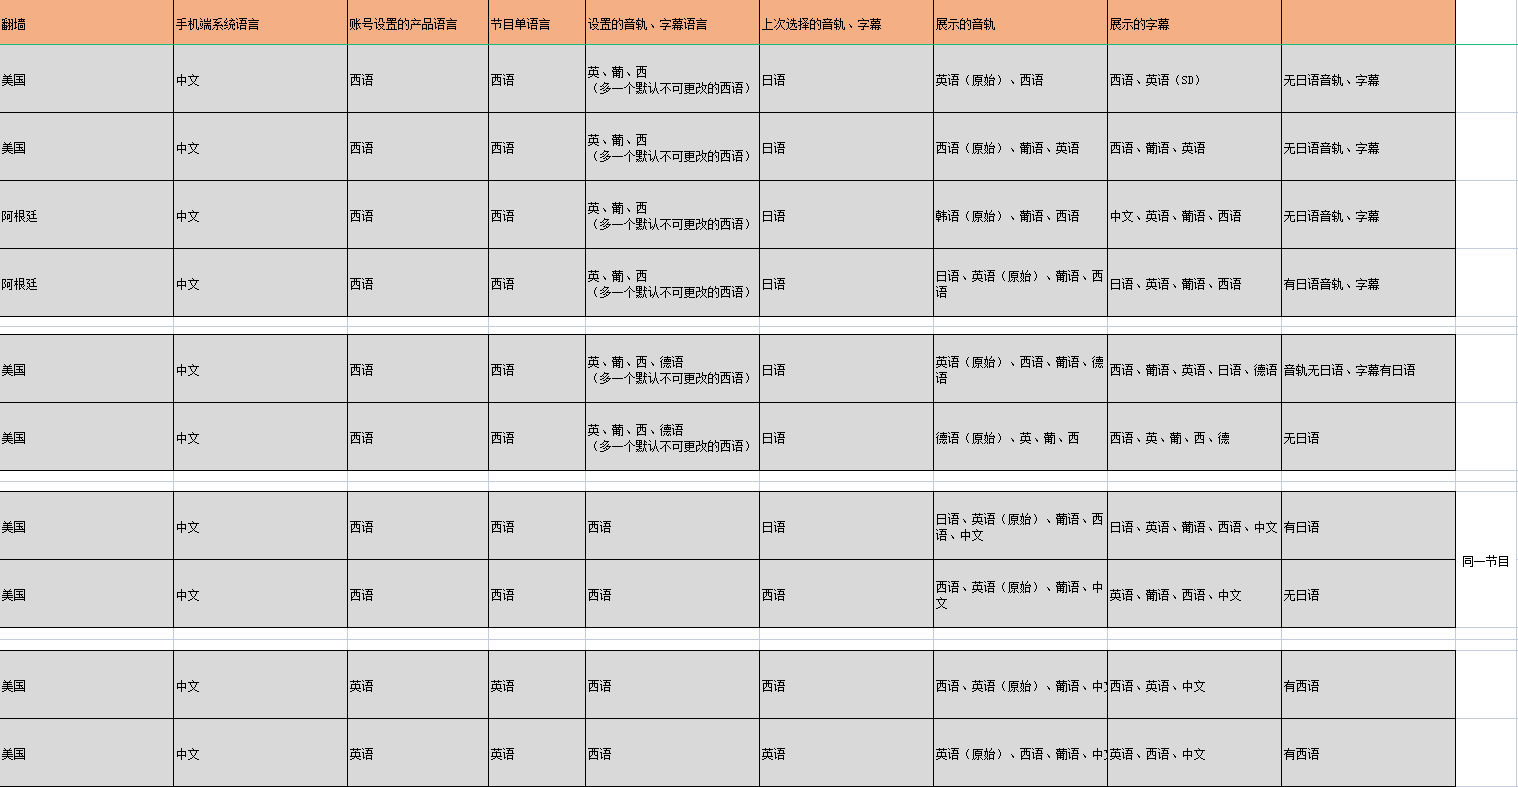 翻墙 手机端系统语言 账号设置的产品语言 节目单语言 设置的音轨、字幕语言 上次选择的音轨、字幕 展示的音轨 展示的字幕
美国 中文 西语 西语 英、葡、西
（多一个默认不可更改的西语） 日语 英语（原始）、西语 西语、英语（SD） 无日语音轨、字幕
美国 中文 西语 西语 英、葡、西
（多一个默认不可更改的西语） 日语 西语（原始）、葡语、英语 西语、葡语、英语 无日语音轨、字幕
阿根廷 中文 西语 西语 英、葡、西
（多一个默认不可更改的西语） 日语 韩语（原始）、葡语、西语 中文、英语、葡语、西语 无日语音轨、字幕
阿根廷 中文 西语 西语 英、葡、西
（多一个默认不可更改的西语） 日语 日语、英语（原始）、葡语、西
语 日语、英语、葡语、西语 有日语音轨、字幕
美国 中文 西语 西语 英、葡、西、德语
（多一个默认不可更改的西语） 日语 英语（原始）、西语、葡语、德
语 西语、葡语、英语、日语、德语 音轨无日语、字幕有日语
美国 中文 西语 西语 英、葡、西、德语
（多一个默认不可更改的西语） 日语 德语（原始）、英、葡、西 西语、英、葡、西、德 无日语
美国 中文 西语 西语 西语 日语 日语、英语（原始）、葡语、西
语、中文 日语、英语、葡语、西语、中文 有日语
同一节目
美国 中文 西语 西语 西语 西语 西语、英语（原始）、葡语、中
文 英语、葡语、西语、中文 无日语
美国 中文 英语 英语 西语 西语 西语、英语（原始）、葡语、中 西语、英语、中文 有西语
美国 中文 英语 英语 西语 英语 英语（原始）、西语、葡语、中 英语、西语、中文 有西语